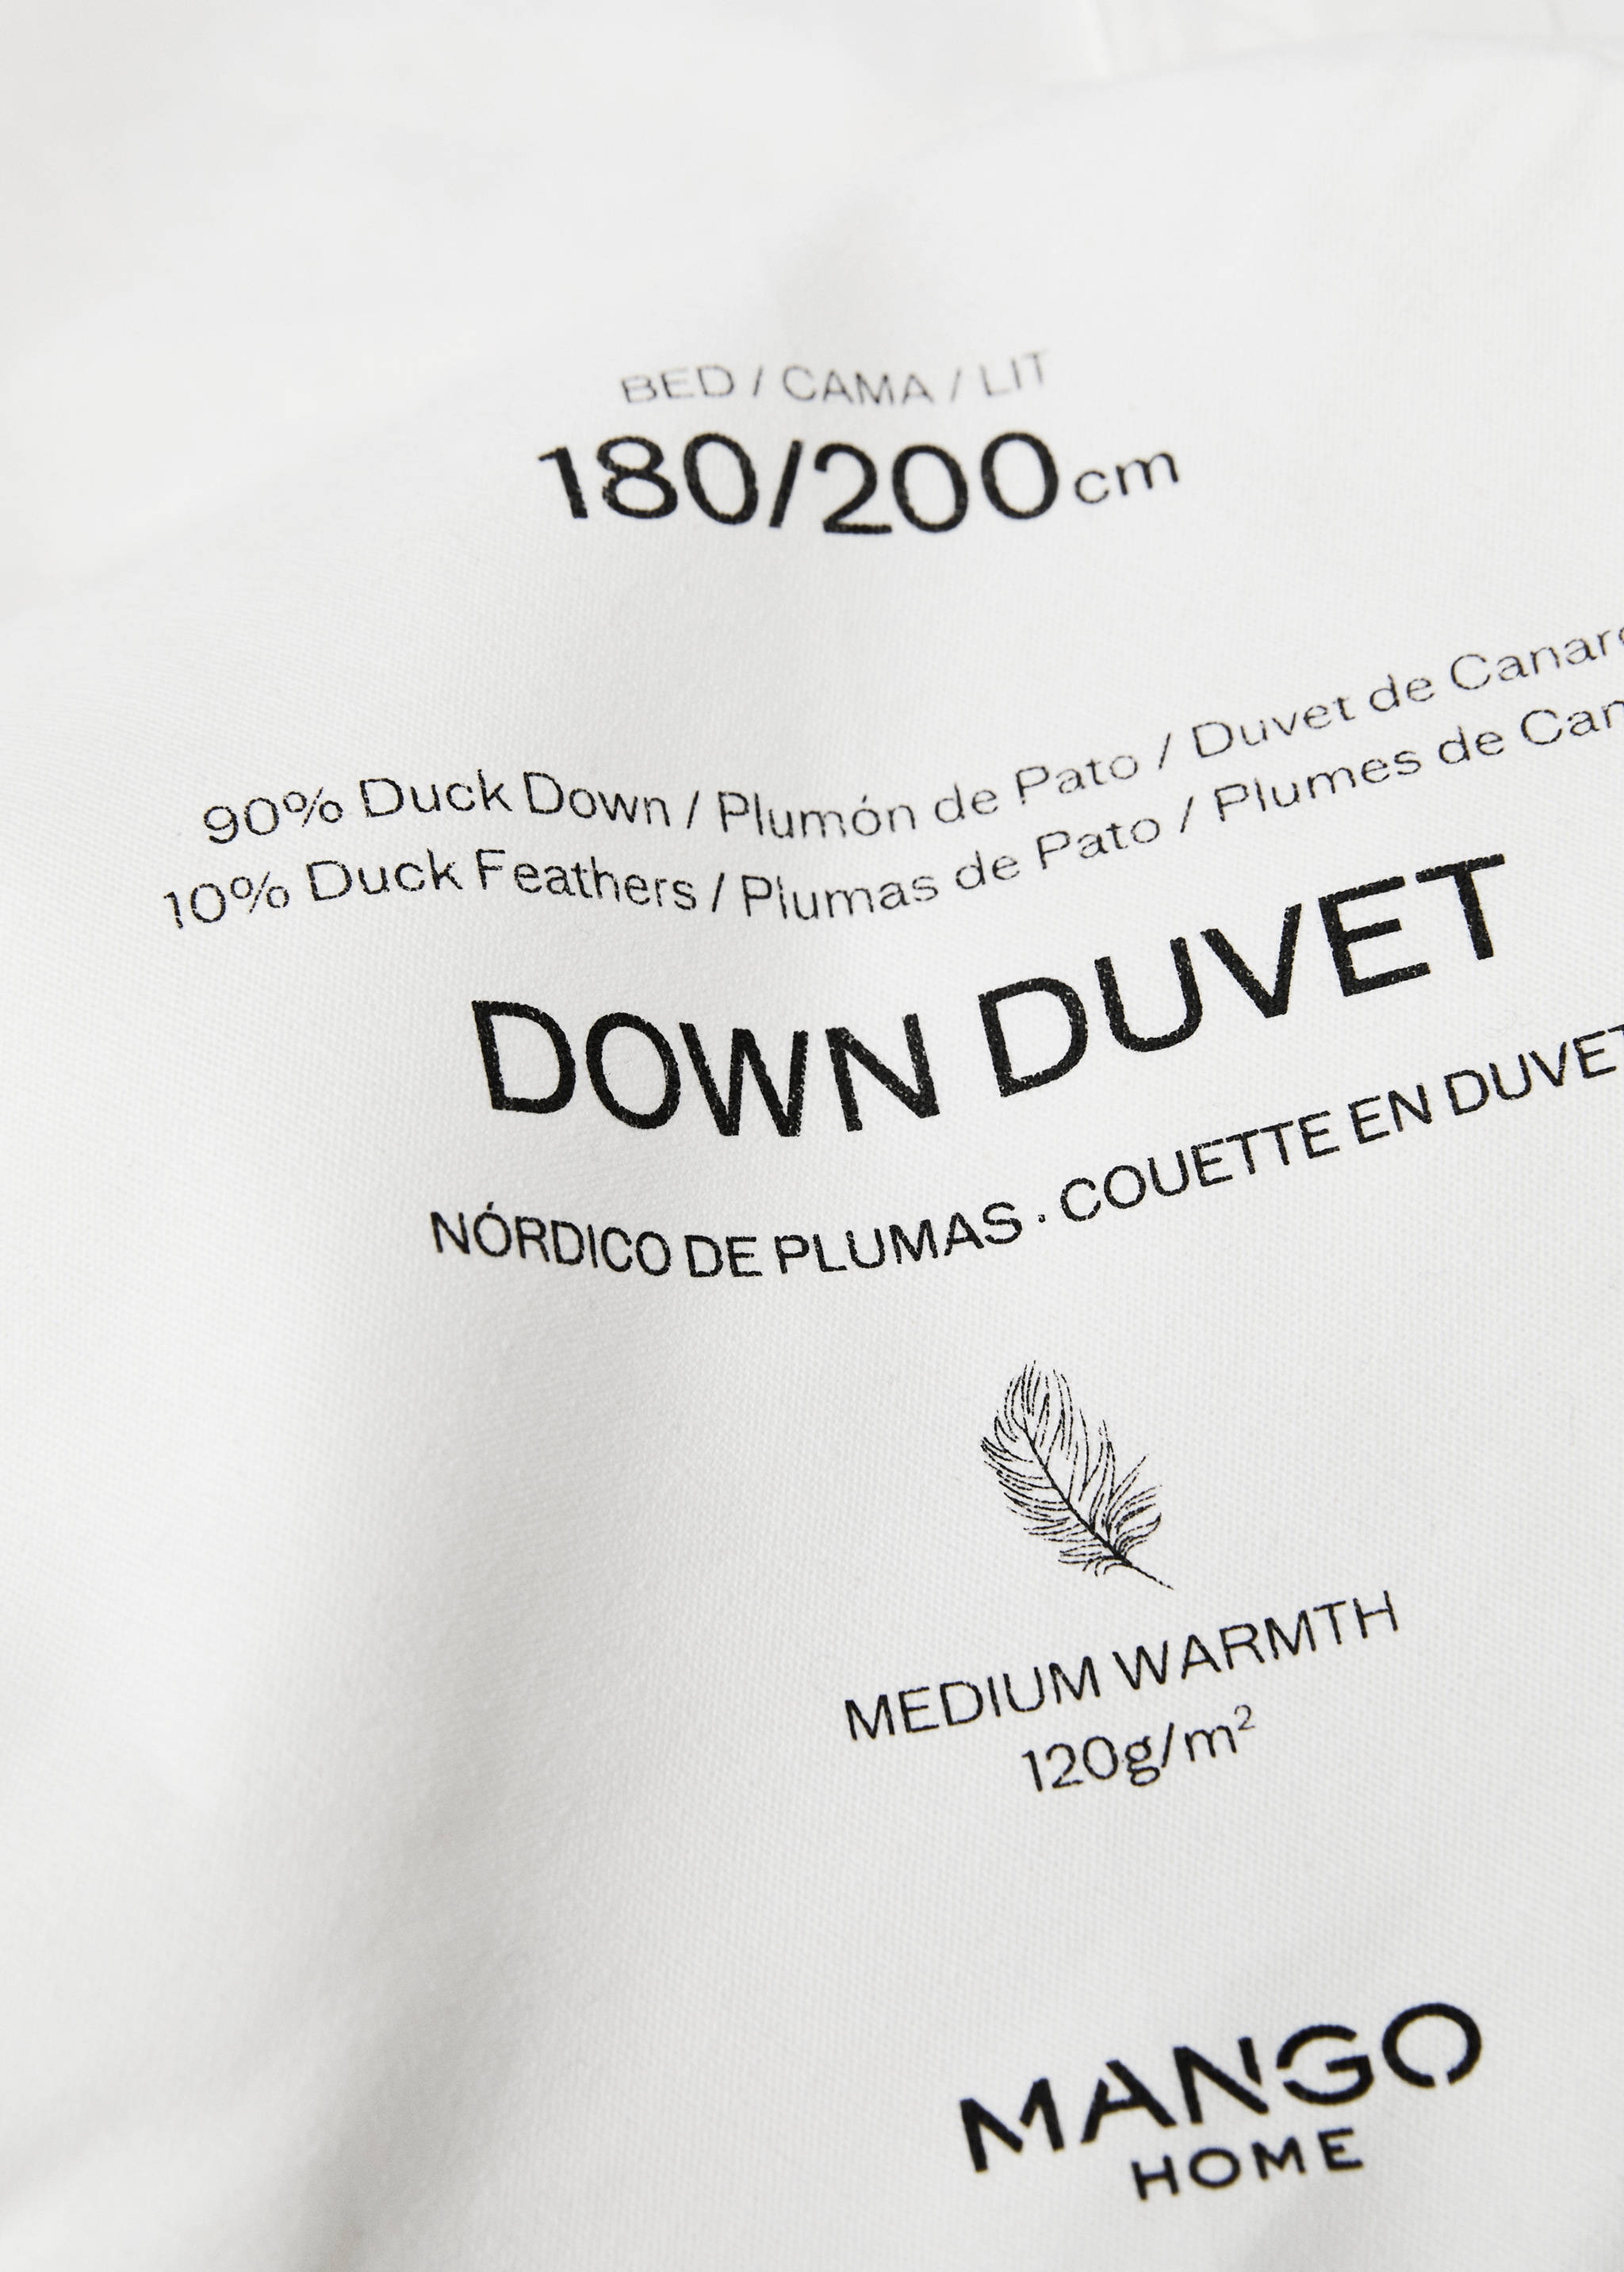 BED / CAMA / LIT
180/200cm
90% Duck Down / Plumón de Pato / Duvet de
10% Duck Feathers / Plumas de Pato / Plumes de
DOWN DUVET
NÓRDICO DE PLUMAS · COUETTE EN DUVET
MEDIUM WARMTH
120g/m²
MANGO
HOME